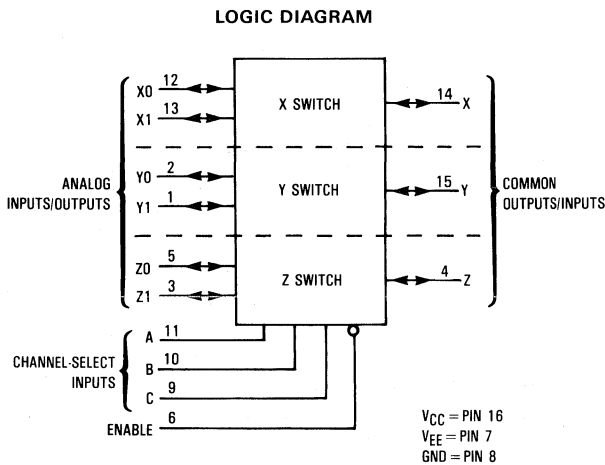 LOGIC DIAGRAM
X0 12
X1 13
X SWITCH
14 X
Y0 2
Y1 1
Y SWITCH
15 Y
ANALOG
INPUTS/OUTPUTS
COMMON
OUTPUTS/INPUTS
Z0 5
Z1 3
Z SWITCH
4 Z
CHANNEL-SELECT
INPUTS
A 11
B 10
C 9
ENABLE 6
VCC = PIN 16
VEE = PIN 7
GND = PIN 8